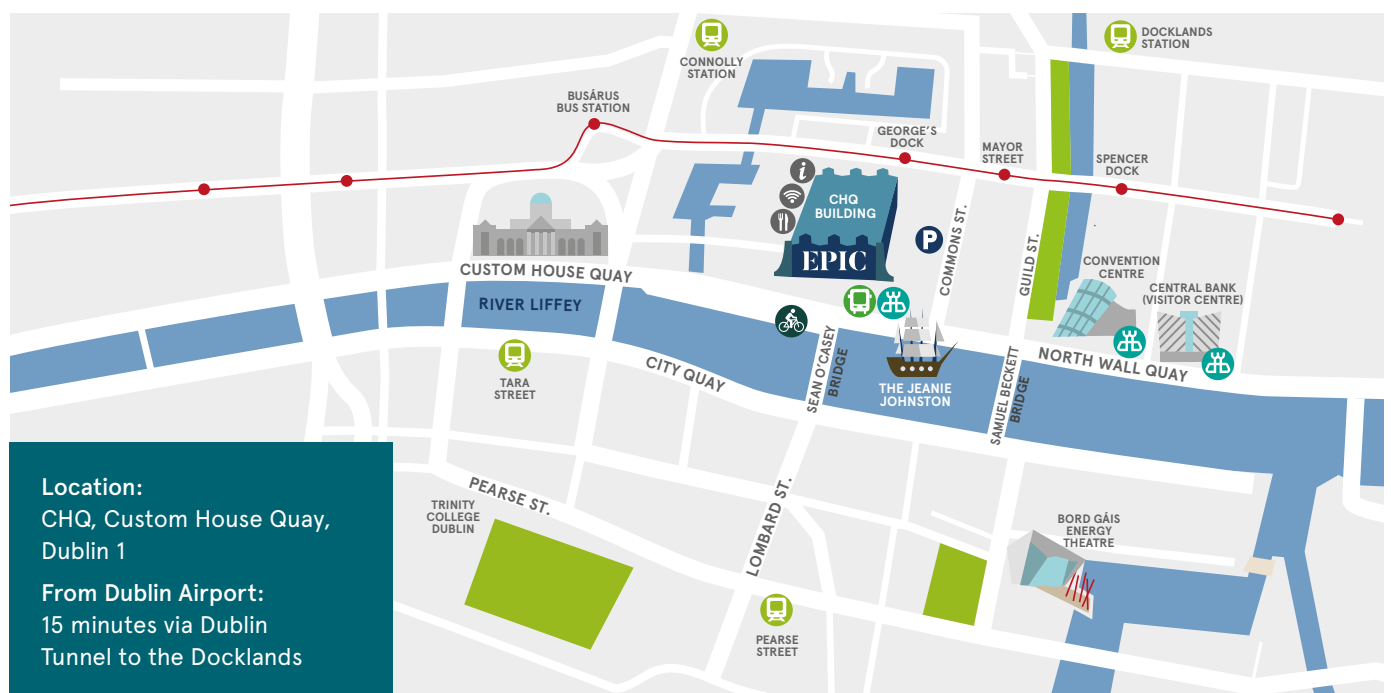 CONNOLLY
STATION
DOCKLANDS
STATION
BUSÁRUS
BUS STATION
GEORGE'S
DOCK
MAYOR
STREET
SPENCER
DOCK
i
CHQ
BUILDING
EPIC
P
COMMONS ST.
GUILD ST.
CONVENTION
CENTRE
CENTRAL BANK
(VISITOR CENTRE)
CUSTOM HOUSE QUAY
RIVER LIFFEY
TARA
STREET
CITY QUAY
SEAN O'CASEY
BRIDGE
THE JEANIE
JOHNSTON
SAMUEL BECKETT
BRIDGE
NORTH WALL QUAY
PEARSE ST.
TRINITY
COLLEGE
DUBLIN
LOMBARD ST.
BORD GÁIS
ENERGY
THEATRE
PEARSE
STREET
Location:
CHQ, Custom House Quay,
Dublin 1
From Dublin Airport:
15 minutes via Dublin
Tunnel to the Docklands